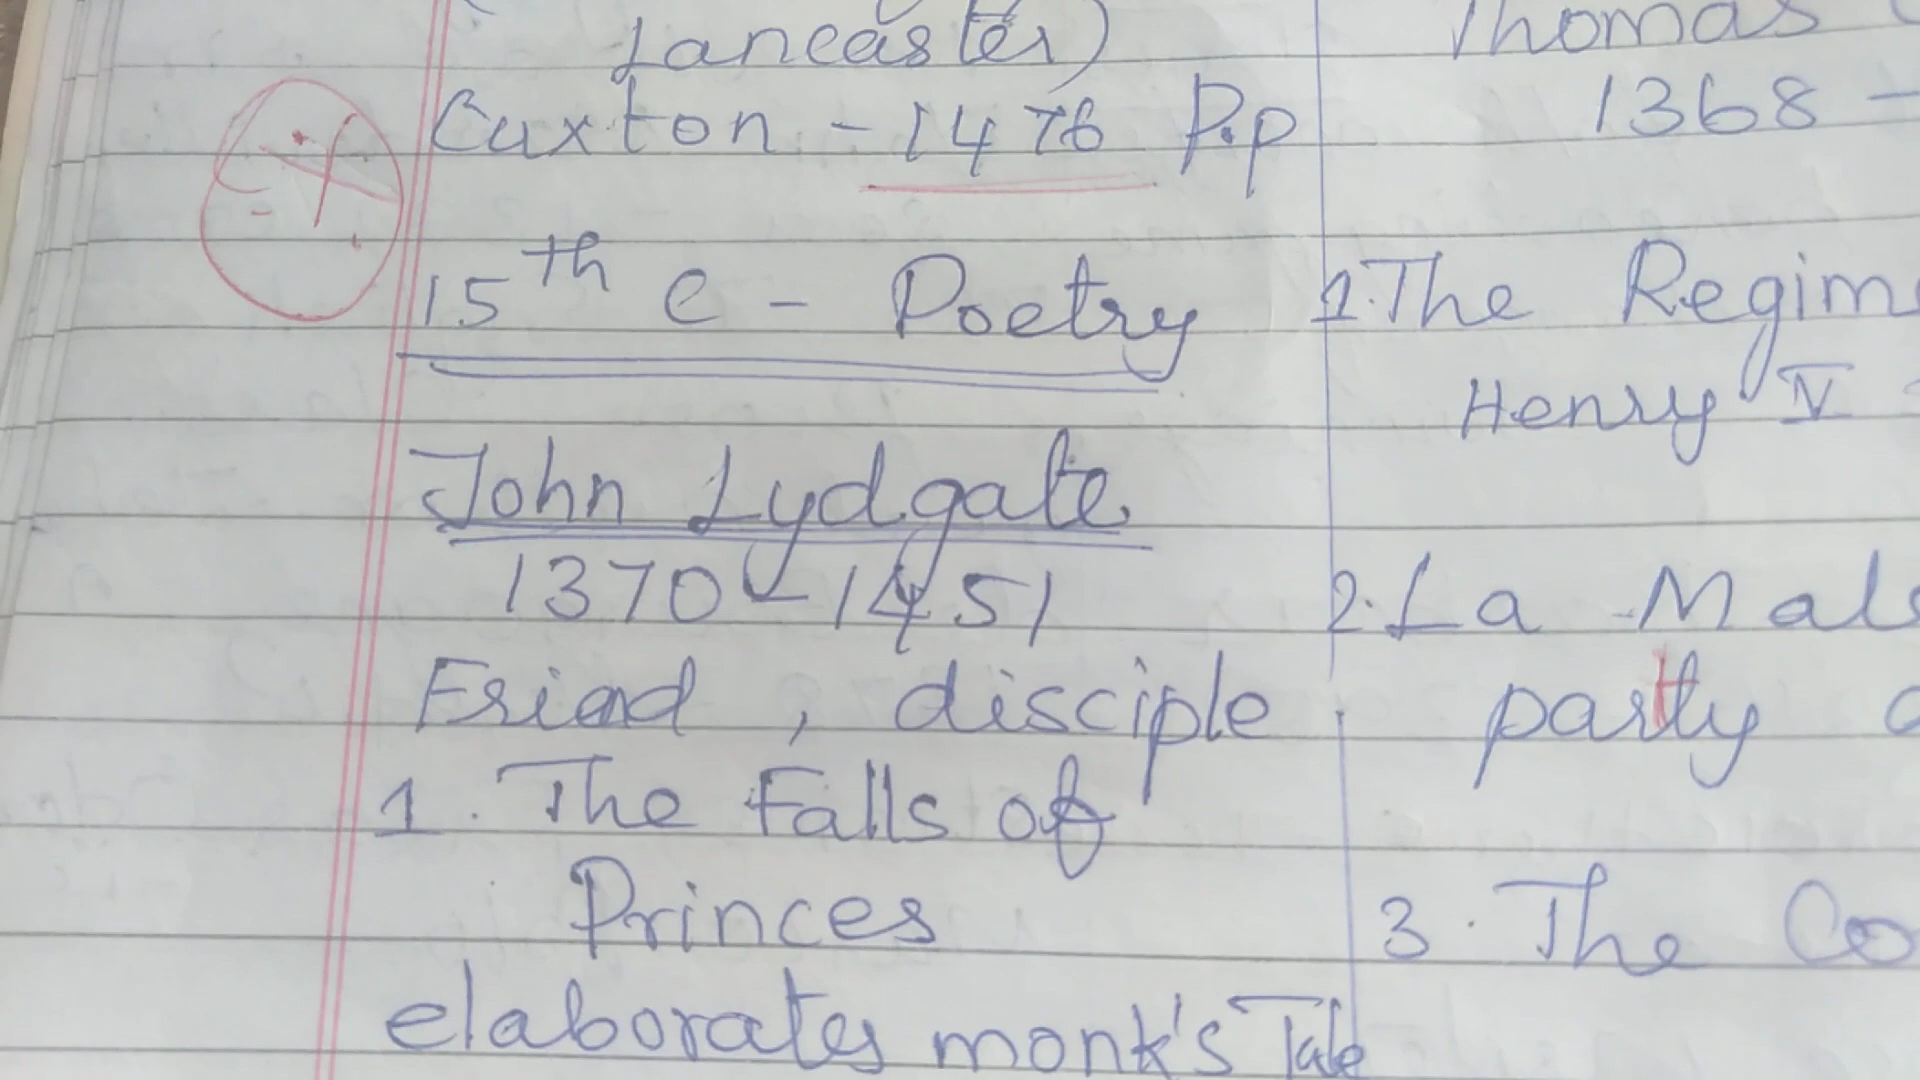 Lancaster)
Caxton - 1476 P.p
15th C - Poetry
John Lydgate
1370 - 1451
Friend, disciple
1. The Falls of
Princes
elaborates monk's Tale
Thomas
1368 -
1. The Regim
Henry V
2. La Mals
partly
3. The Co